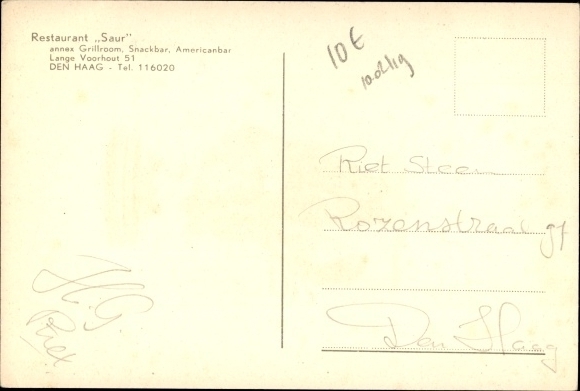 Restaurant „Saur"
annex Grillroom, Snackbar, Americanbar
Lange Voorhout 51
DEN HAAG - Tel. 116020
10€
Riet Steen
Rozenstraat 97
Den Haag
H.G.
Riet